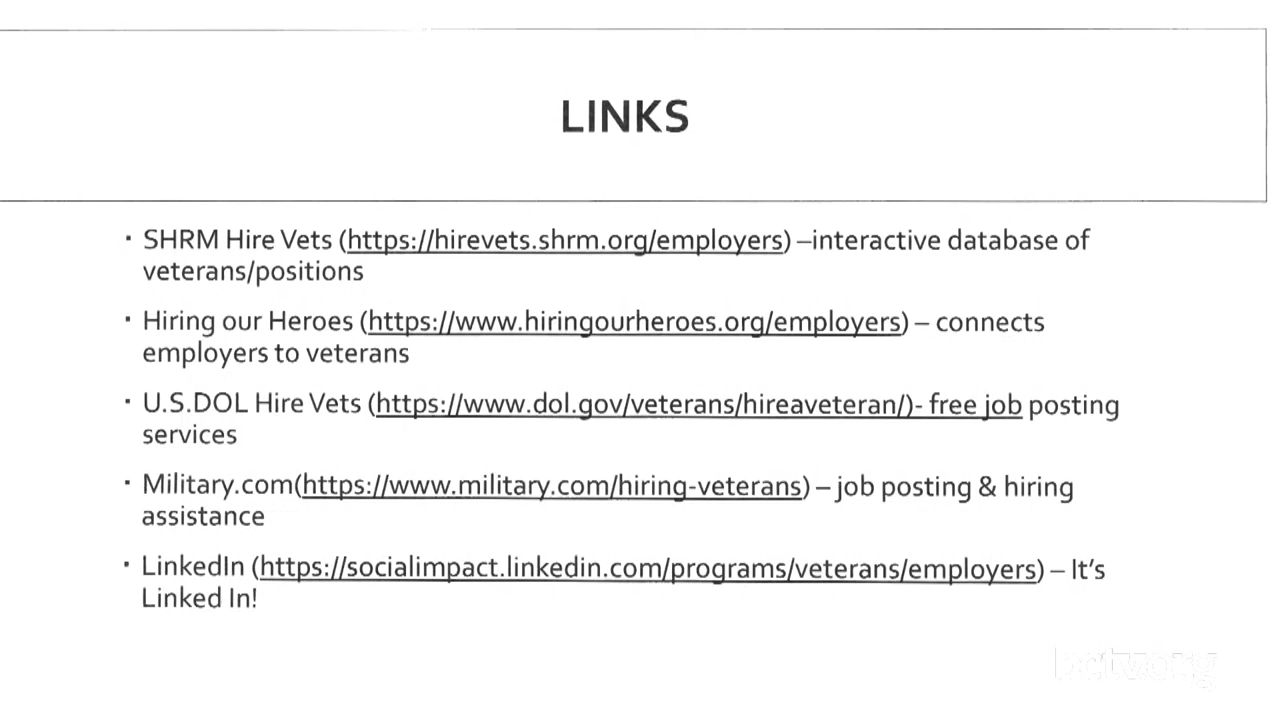 LINKS
▪ SHRM Hire Vets (https://hirevets.shrm.org/employers) –interactive database of
veterans/positions
▪ Hiring our Heroes (https://www.hiringourheroes.org/employers) – connects
employers to veterans
▪ U.S.DOL Hire Vets (https://www.dol.gov/veterans/hireaveteran/)- free job posting
services
▪ Military.com(https://www.military.com/hiring-veterans) – job posting & hiring
assistance
▪ LinkedIn (https://socialimpact.linkedin.com/programs/veterans/employers) – It's
Linked In!
bctv.org